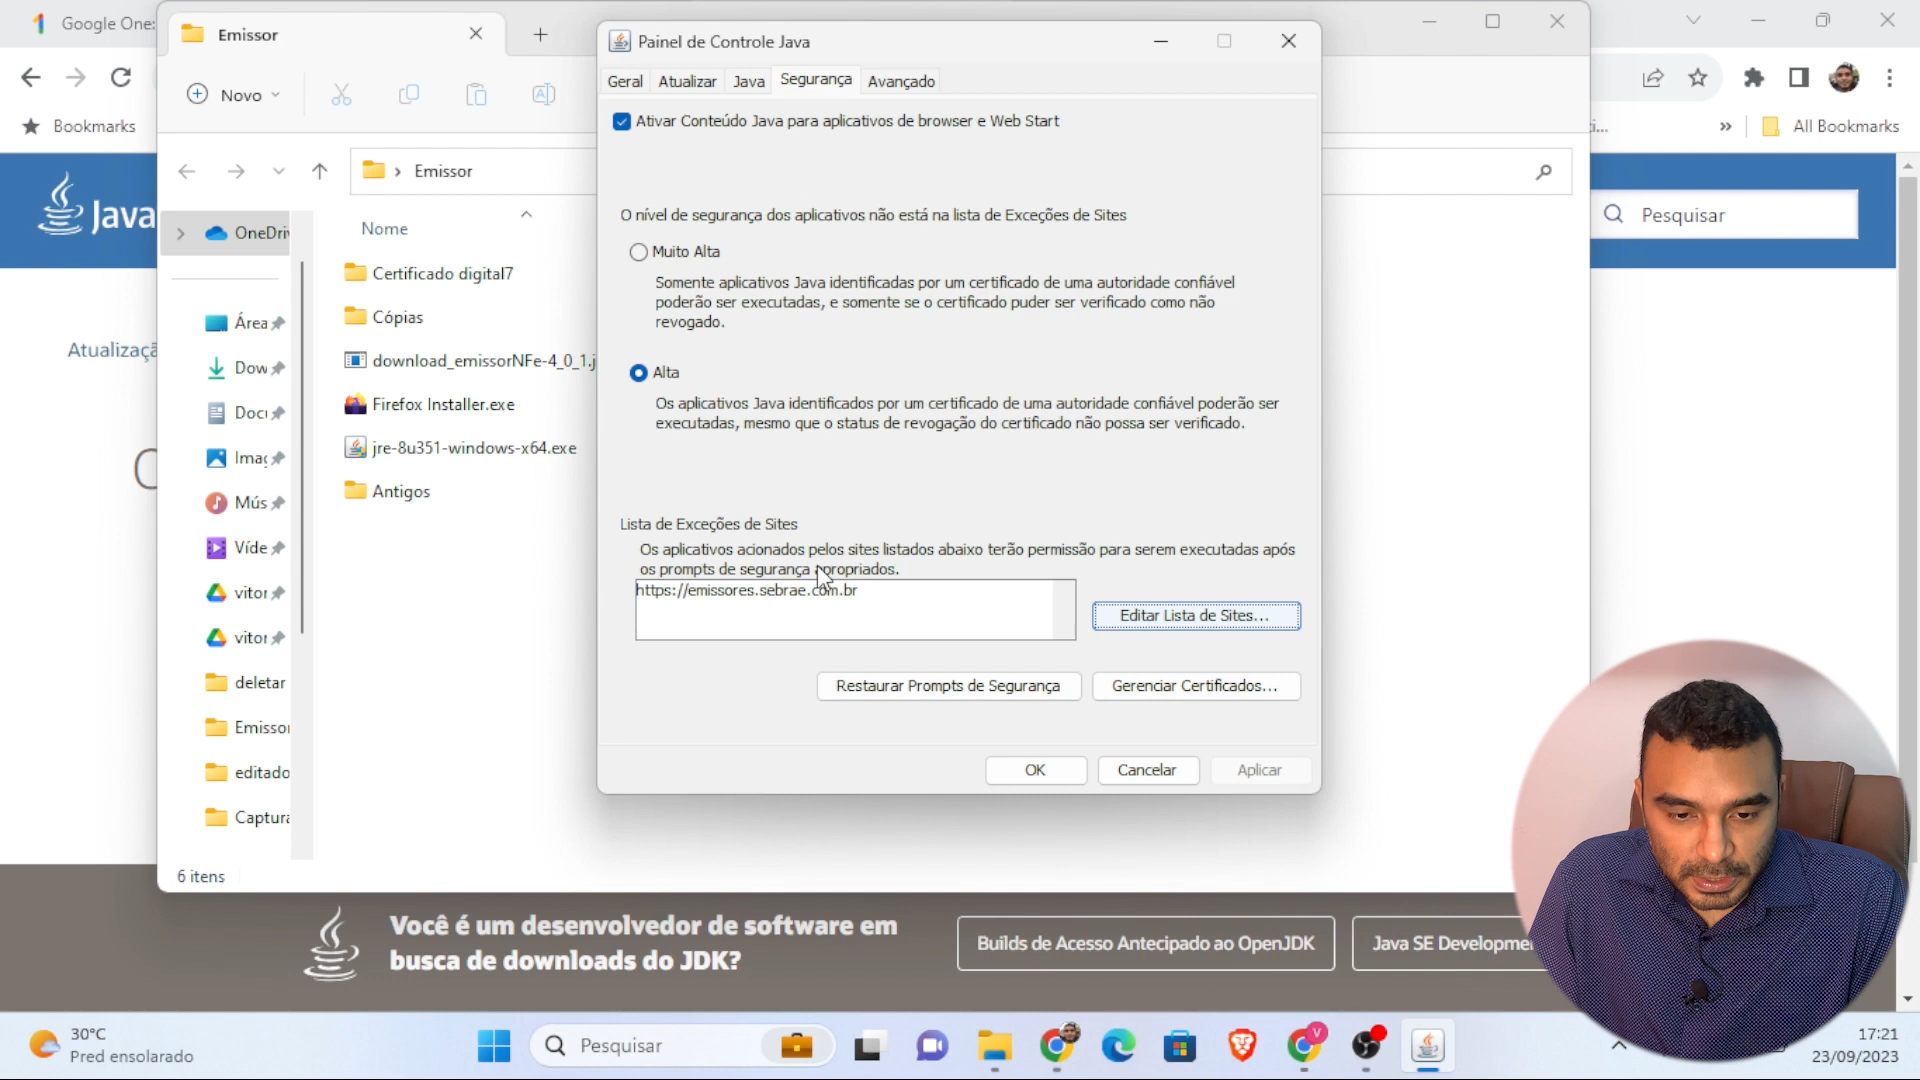 Google One:
Emissor
Painel de Controle Java
Novo
Geral
Atualizar
Java
Segurança
Avançado
Bookmarks
All Bookmarks
Ativar Conteúdo Java para aplicativos de browser e Web Start
Emissor
Java
Pesquisar
O nível de segurança dos aplicativos não está na lista de Exceções de Sites
Nome
OneDri
Muito Alta
Certificado digital7
Somente aplicativos Java identificadas por um certificado de uma autoridade confiável
poderão ser executadas, e somente se o certificado puder ser verificado como não
revogado.
Cópias
Área
Atualizaçã
download_emissorNFe-4_0_1.j
Dow
Alta
Firefox Installer.exe
Os aplicativos Java identificados por um certificado de uma autoridade confiável poderão ser
executadas, mesmo que o status de revogação do certificado não possa ser verificado.
Docu
jre-8u351-windows-x64.exe
Imag
Antigos
Mús
Lista de Exceções de Sites
Os aplicativos acionados pelos sites listados abaixo terão permissão para serem executadas após
os prompts de segurança apropriados.
Víde
https://emissores.sebrae.com.br
Editar Lista de Sites...
vitor
vitor
deletar
Restaurar Prompts de Segurança
Gerenciar Certificados...
Emissor
editado
OK
Cancelar
Aplicar
Captura
6 itens
Você é um desenvolvedor de software em
busca de downloads do JDK?
Builds de Acesso Antecipado ao OpenJDK
Java SE Developme
30°C
Pred ensolarado
Pesquisar
V
17:21
23/09/2023